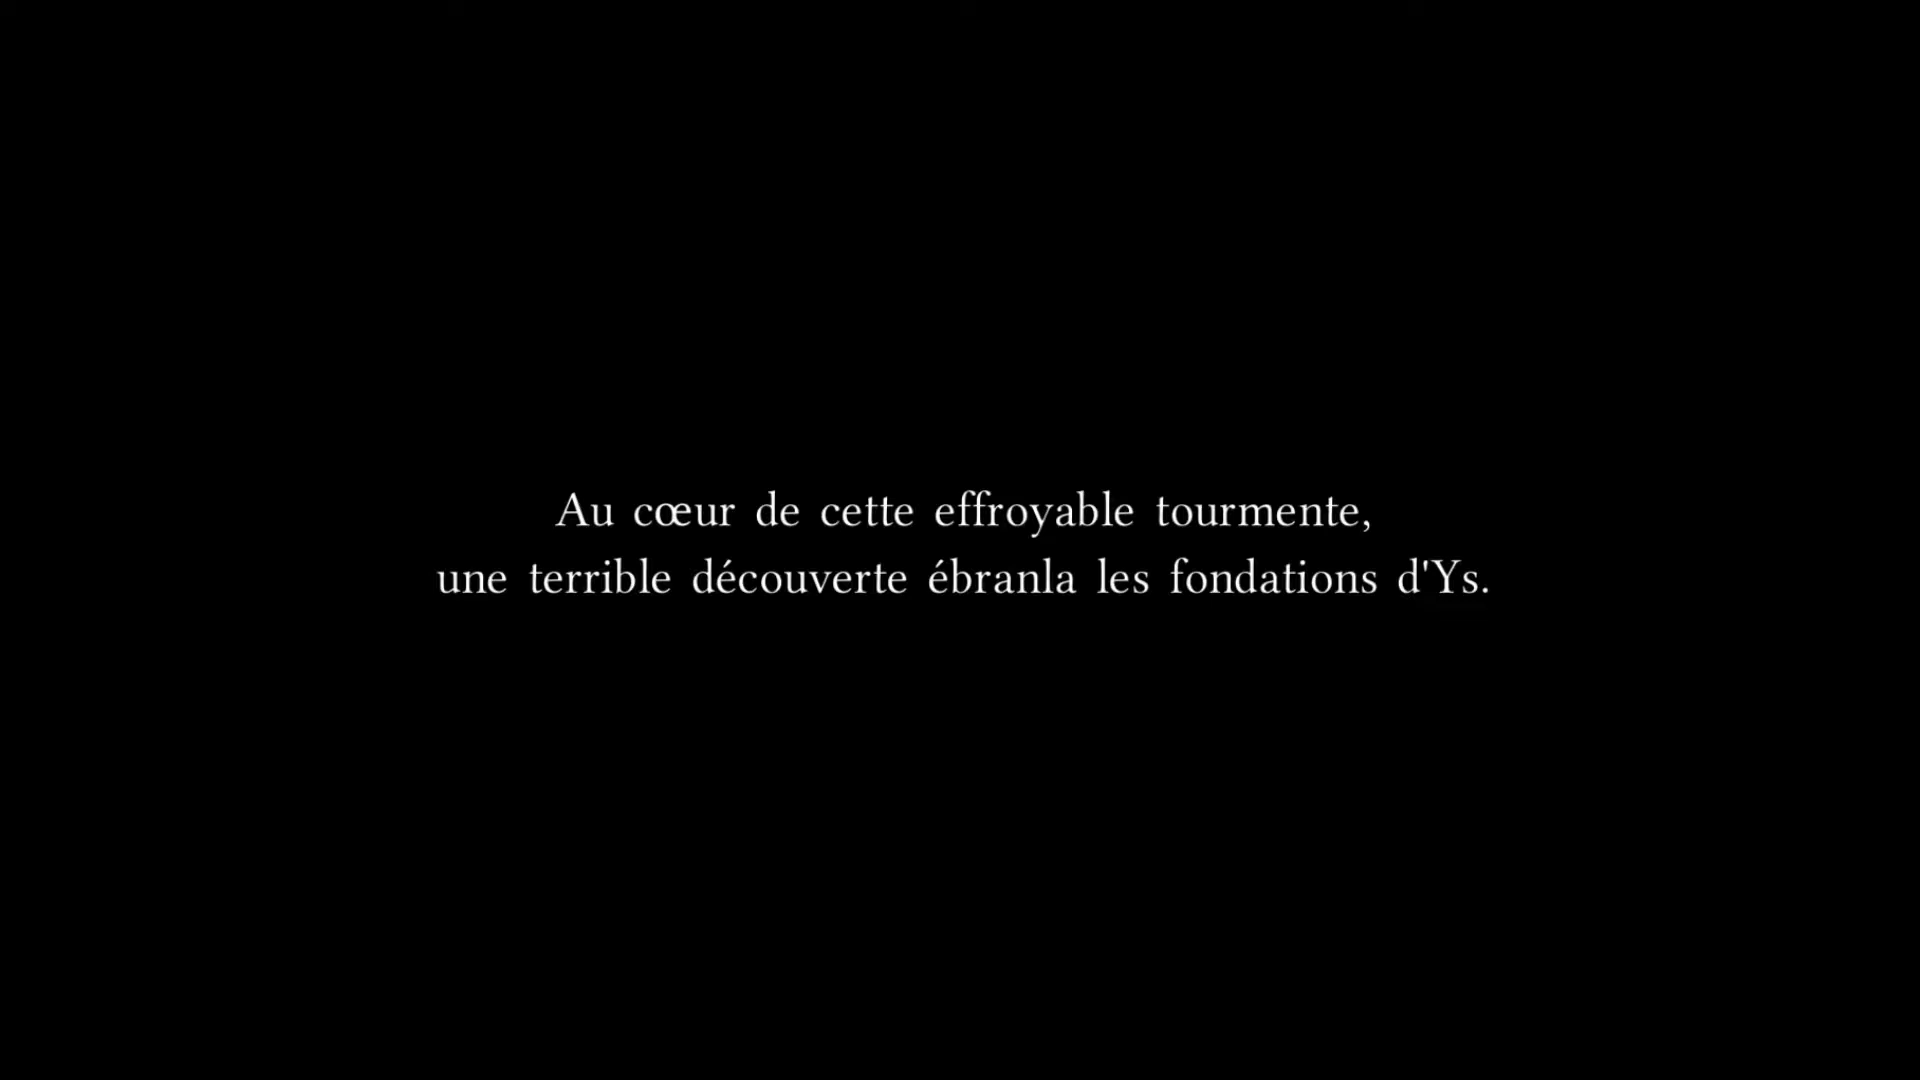 Au cœur de cette effroyable tourmente,
une terrible découverte ébranla les fondations d'Ys.